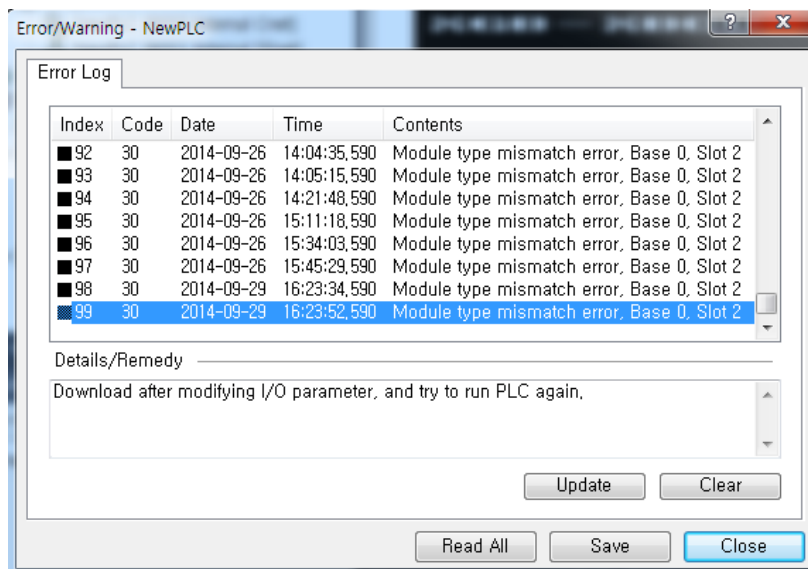 Error/Warning - NewPLC
Error Log
Index Code Date Time Contents
92 30 2014-09-26 14:04:35,590 Module type mismatch error, Base 0, Slot 2
93 30 2014-09-26 14:05:15,590 Module type mismatch error, Base 0, Slot 2
94 30 2014-09-26 14:21:48,590 Module type mismatch error, Base 0, Slot 2
95 30 2014-09-26 15:11:18,590 Module type mismatch error, Base 0, Slot 2
96 30 2014-09-26 15:34:03,590 Module type mismatch error, Base 0, Slot 2
97 30 2014-09-26 15:45:29,590 Module type mismatch error, Base 0, Slot 2
98 30 2014-09-29 16:23:34,590 Module type mismatch error, Base 0, Slot 2
99 30 2014-09-29 16:23:52,590 Module type mismatch error, Base 0, Slot 2
Details/Remedy
Download after modifying I/O parameter, and try to run PLC again,
Update Clear
Read All Save Close